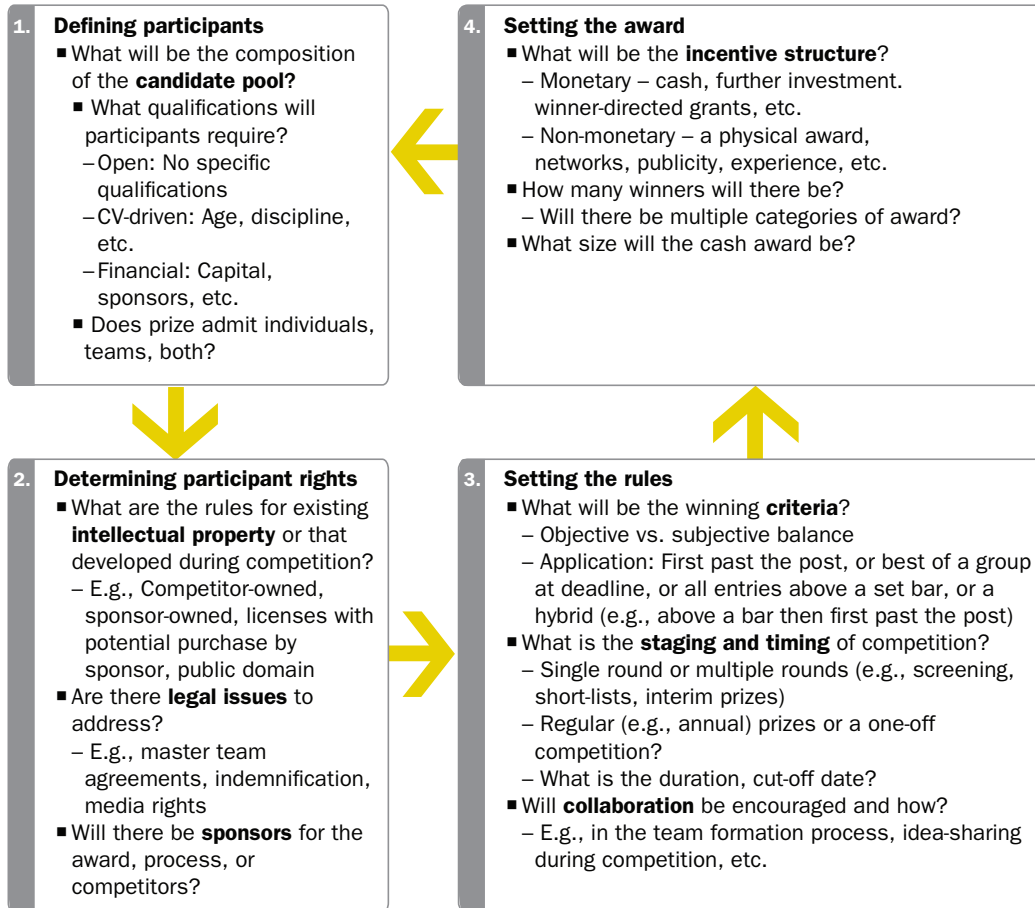 1. Defining participants
■ What will be the composition
of the candidate pool?
■ What qualifications will
participants require?
–Open: No specific
qualifications
–CV-driven: Age, discipline,
etc.
–Financial: Capital,
sponsors, etc.
■ Does prize admit individuals,
teams, both?
2. Determining participant rights
■ What are the rules for existing
intellectual property or that
developed during competition?
– E.g., Competitor-owned,
sponsor-owned, licenses with
potential purchase by
sponsor, public domain
■ Are there legal issues to
address?
– E.g., master team
agreements, indemnification,
media rights
■ Will there be sponsors for the
award, process, or
competitors?
3. Setting the rules
■ What will be the winning criteria?
– Objective vs. subjective balance
– Application: First past the post, or best of a group
at deadline, or all entries above a set bar, or a
hybrid (e.g., above a bar then first past the post)
■ What is the staging and timing of competition?
– Single round or multiple rounds (e.g., screening,
short-lists, interim prizes)
– Regular (e.g., annual) prizes or a one-off
competition?
– What is the duration, cut-off date?
■ Will collaboration be encouraged and how?
– E.g., in the team formation process, idea-sharing
during competition, etc.
4. Setting the award
■ What will be the incentive structure?
– Monetary – cash, further investment.
winner-directed grants, etc.
– Non-monetary – a physical award,
networks, publicity, experience, etc.
■ How many winners will there be?
– Will there be multiple categories of award?
■ What size will the cash award be?